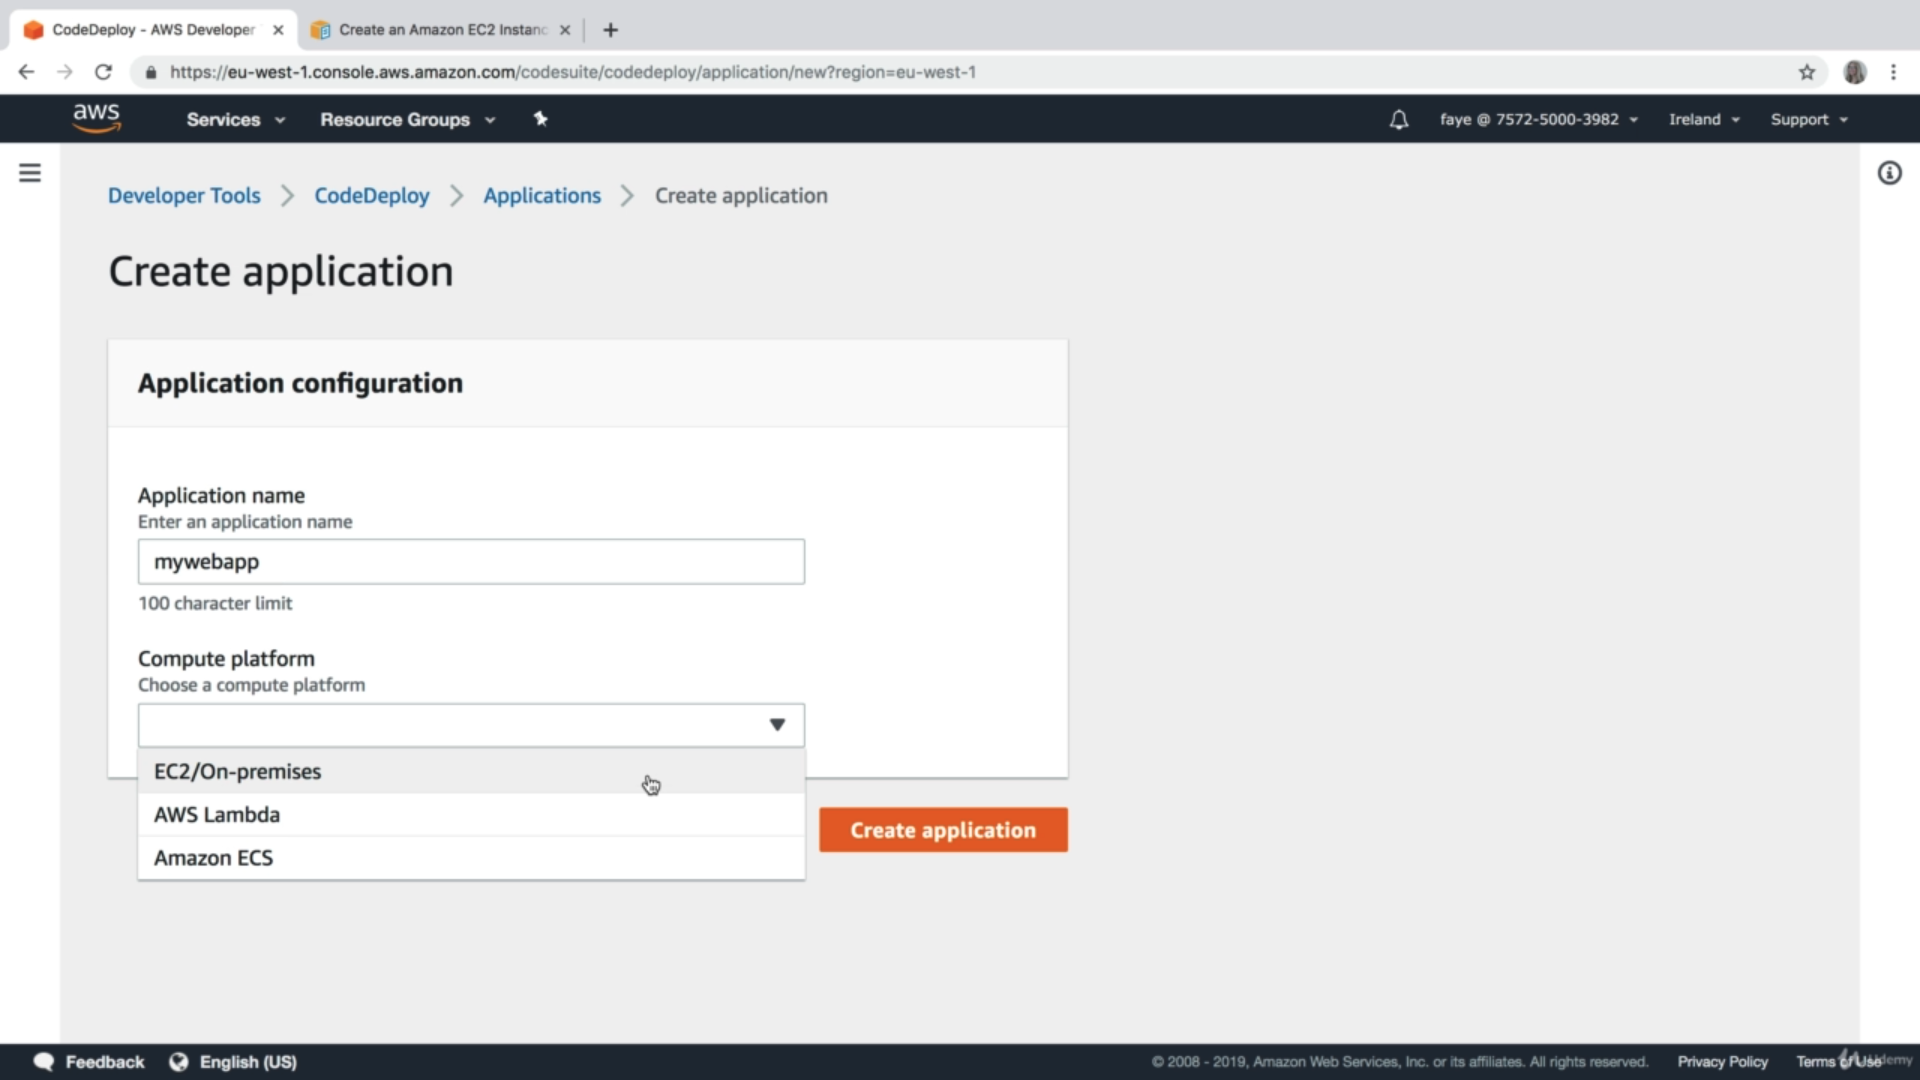 CodeDeploy - AWS Developer
Create an Amazon EC2 Instanc
https://eu-west-1.console.aws.amazon.com/codesuite/codedeploy/application/new?region=eu-west-1
aws
Services
Resource Groups
faye @ 7572-5000-3982
Ireland
Support
Developer Tools
CodeDeploy
Applications
Create application
Create application
Application configuration
Application name
Enter an application name
mywebapp
100 character limit
Compute platform
Choose a compute platform
EC2/On-premises
AWS Lambda
Amazon ECS
Create application
Feedback
English (US)
© 2008 - 2019, Amazon Web Services, Inc. or its affiliates. All rights reserved.
Privacy Policy
Terms of Use